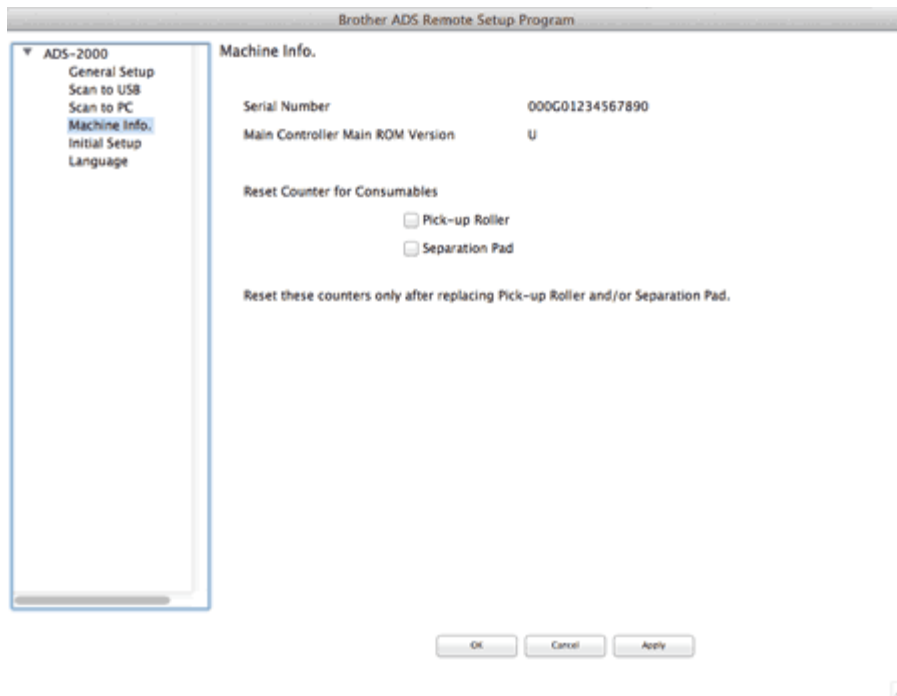 Brother ADS Remote Setup Program
ADS-2000
General Setup
Scan to USB
Scan to PC
Machine Info.
Initial Setup
Language
Machine Info.
Serial Number 000G01234567890
Main Controller Main ROM Version U
Reset Counter for Consumables
Pick-up Roller
Separation Pad
Reset these counters only after replacing Pick-up Roller and/or Separation Pad.
OK Cancel Apply